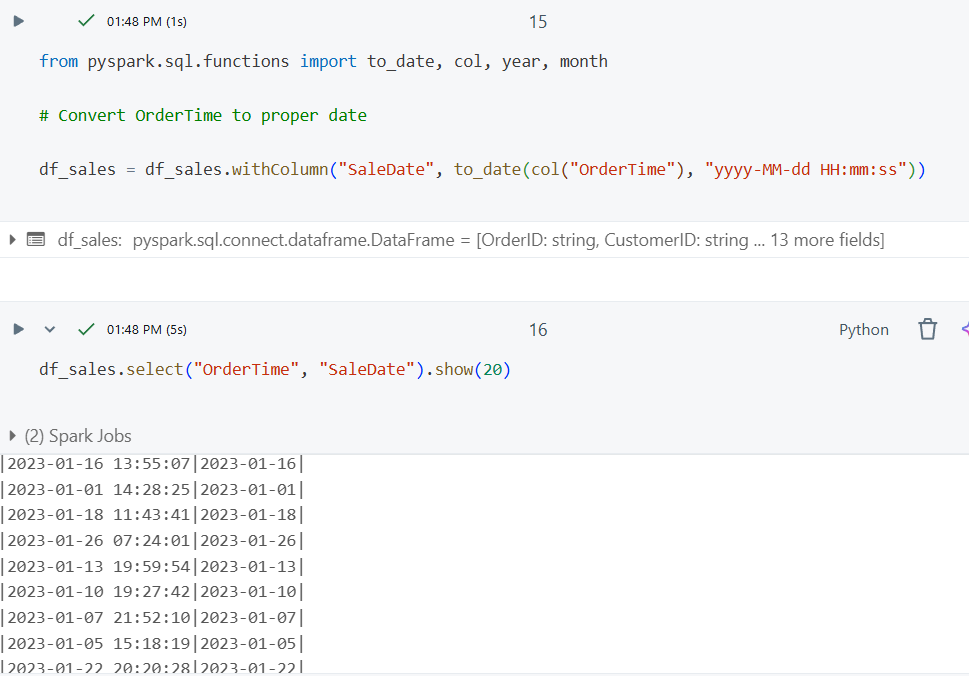 01:48 PM (1s) 15
from pyspark.sql.functions import to_date, col, year, month
# Convert OrderTime to proper date
df_sales = df_sales.withColumn("SaleDate", to_date(col("OrderTime"), "yyyy-MM-dd HH:mm:ss"))
df_sales: pyspark.sql.connect.dataframe.DataFrame = [OrderID: string, CustomerID: string ... 13 more fields]
01:48 PM (5s) 16 Python
df_sales.select("OrderTime", "SaleDate").show(20)
(2) Spark Jobs
|2023-01-16 13:55:07|2023-01-16|
|2023-01-01 14:28:25|2023-01-01|
|2023-01-18 11:43:41|2023-01-18|
|2023-01-26 07:24:01|2023-01-26|
|2023-01-13 19:59:54|2023-01-13|
|2023-01-10 19:27:42|2023-01-10|
|2023-01-07 21:52:10|2023-01-07|
|2023-01-05 15:18:19|2023-01-05|
|2023-01-22 20:20:28|2023-01-22|